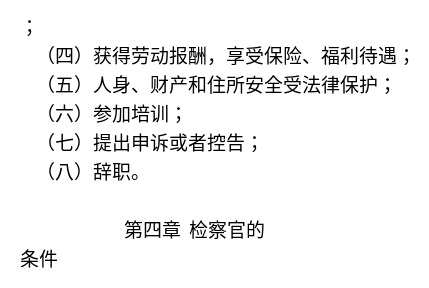 ；
（四）获得劳动报酬，享受保险、福利待遇；
（五）人身、财产和住所安全受法律保护；
（六）参加培训；
（七）提出申诉或者控告；
（八）辞职。
第四章 检察官的
条件